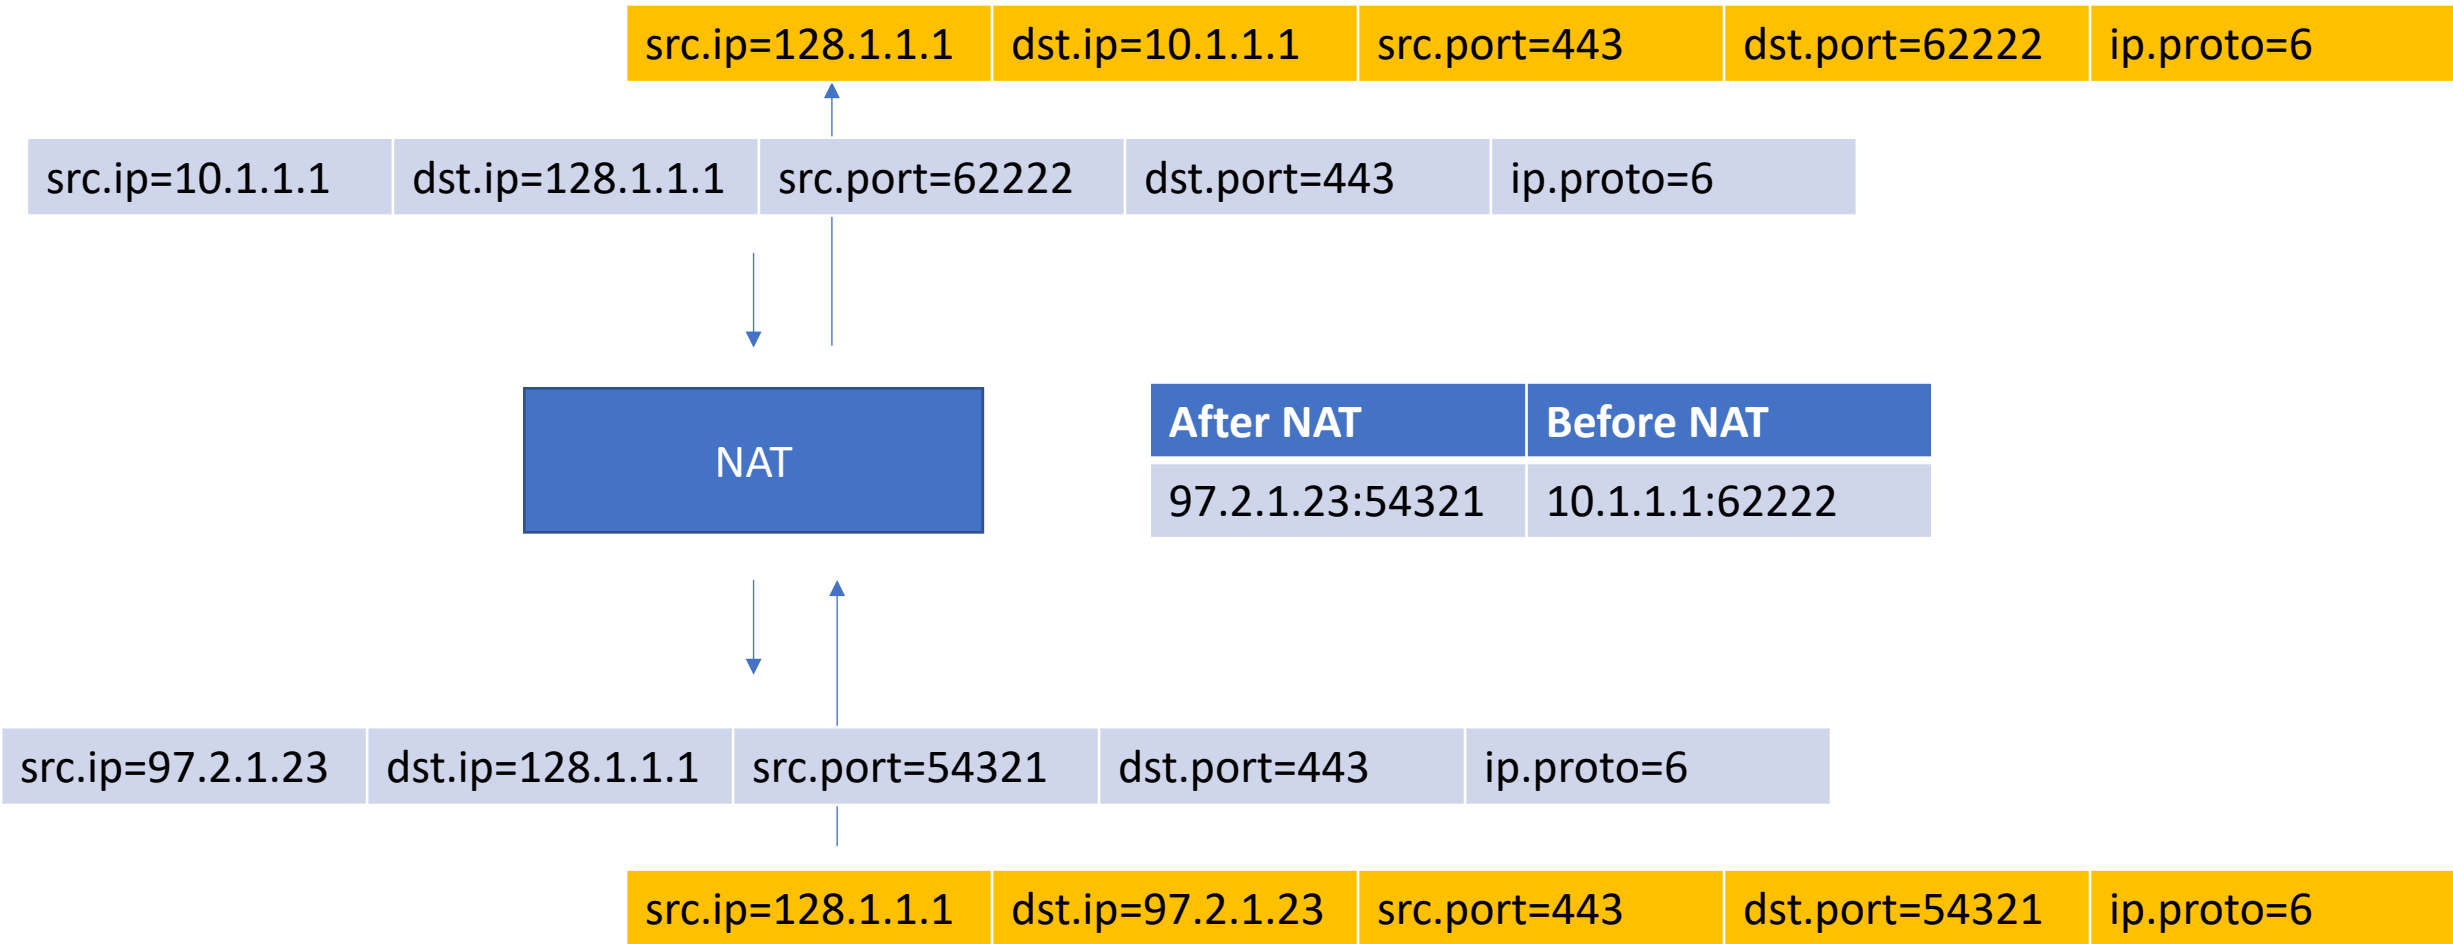 src.ip=128.1.1.1 dst.ip=10.1.1.1 src.port=443 dst.port=62222 ip.proto=6
src.ip=10.1.1.1 dst.ip=128.1.1.1 src.port=62222 dst.port=443 ip.proto=6
NAT
After NAT Before NAT
97.2.1.23:54321 10.1.1.1:62222
src.ip=97.2.1.23 dst.ip=128.1.1.1 src.port=54321 dst.port=443 ip.proto=6
src.ip=128.1.1.1 dst.ip=97.2.1.23 src.port=443 dst.port=54321 ip.proto=6